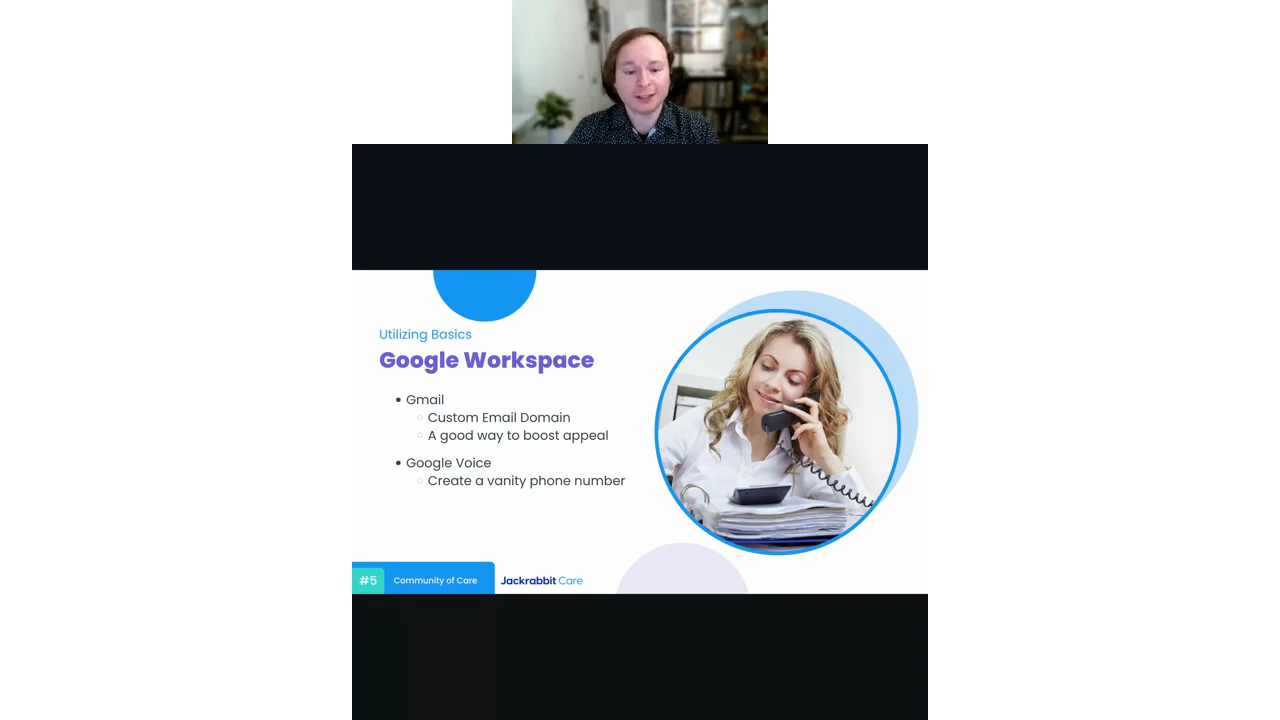 Utilizing Basics
Google Workspace
Gmail
Custom Email Domain
A good way to boost appeal
Google Voice
Create a vanity phone number
#5 Community of Care Jackrabbit Care